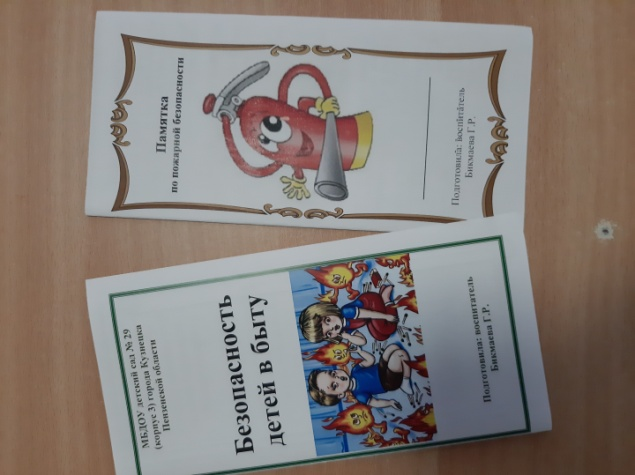 Памятка
по пожарной безопасности
Подготовила: воспитатель
Бикмаева Г.Р.
МБДОУ детский сад № 29
(корпус 3) города Кузнецка
Пензенской области
Безопасность
детей в быту
Подготовила: воспитатель
Бикмаева Г.Р.